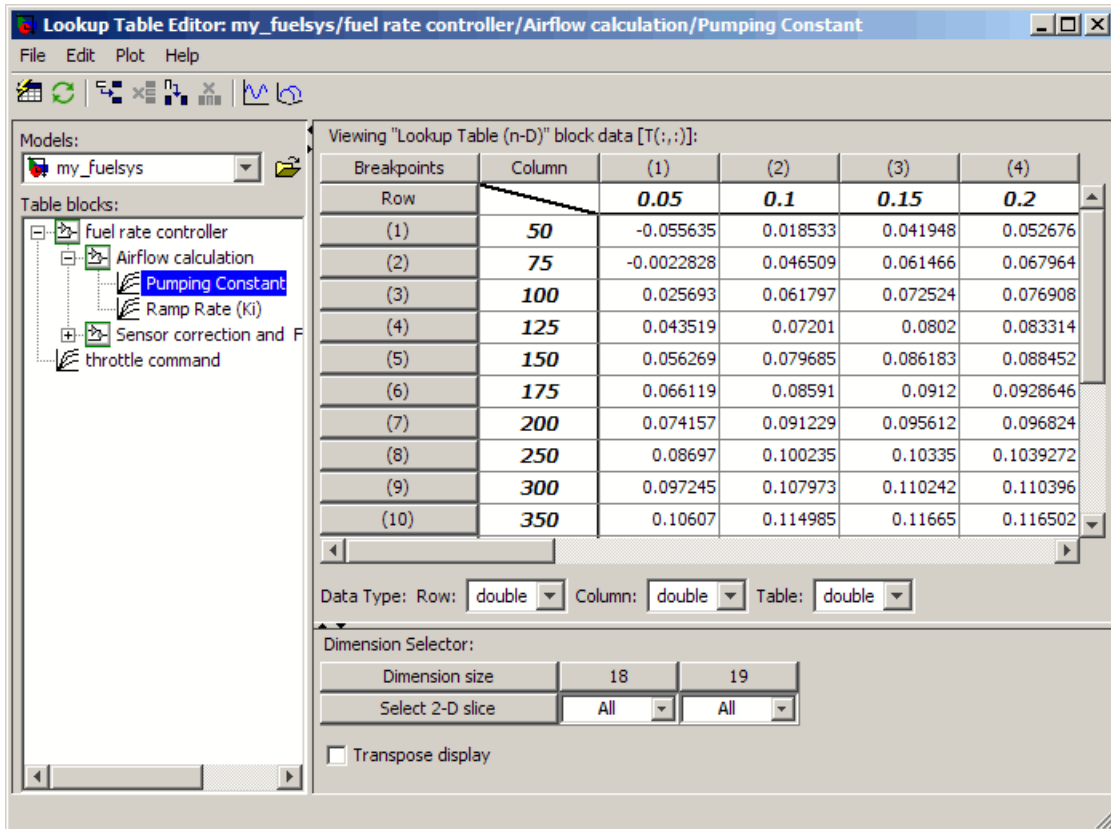 Lookup Table Editor: my_fuelsys/fuel rate controller/Airflow calculation/Pumping Constant
File Edit Plot Help
Models:
my_fuelsys
Table blocks:
fuel rate controller
Airflow calculation
Pumping Constant
Ramp Rate (Ki)
Sensor correction and F
throttle command
Viewing "Lookup Table (n-D)" block data [T(:,:)]:
Breakpoints Column (1) (2) (3) (4)
Row 0.05 0.1 0.15 0.2
(1) 50 -0.055635 0.018533 0.041948 0.052676
(2) 75 -0.0022828 0.046509 0.061466 0.067964
(3) 100 0.025693 0.061797 0.072524 0.076908
(4) 125 0.043519 0.07201 0.0802 0.083314
(5) 150 0.056269 0.079685 0.086183 0.088452
(6) 175 0.066119 0.08591 0.0912 0.0928646
(7) 200 0.074157 0.091229 0.095612 0.096824
(8) 250 0.08697 0.100235 0.10335 0.1039272
(9) 300 0.097245 0.107973 0.110242 0.110396
(10) 350 0.10607 0.114985 0.11665 0.116502
Data Type: Row: double Column: double Table: double
Dimension Selector:
Dimension size 18 19
Select 2-D slice All All
Transpose display